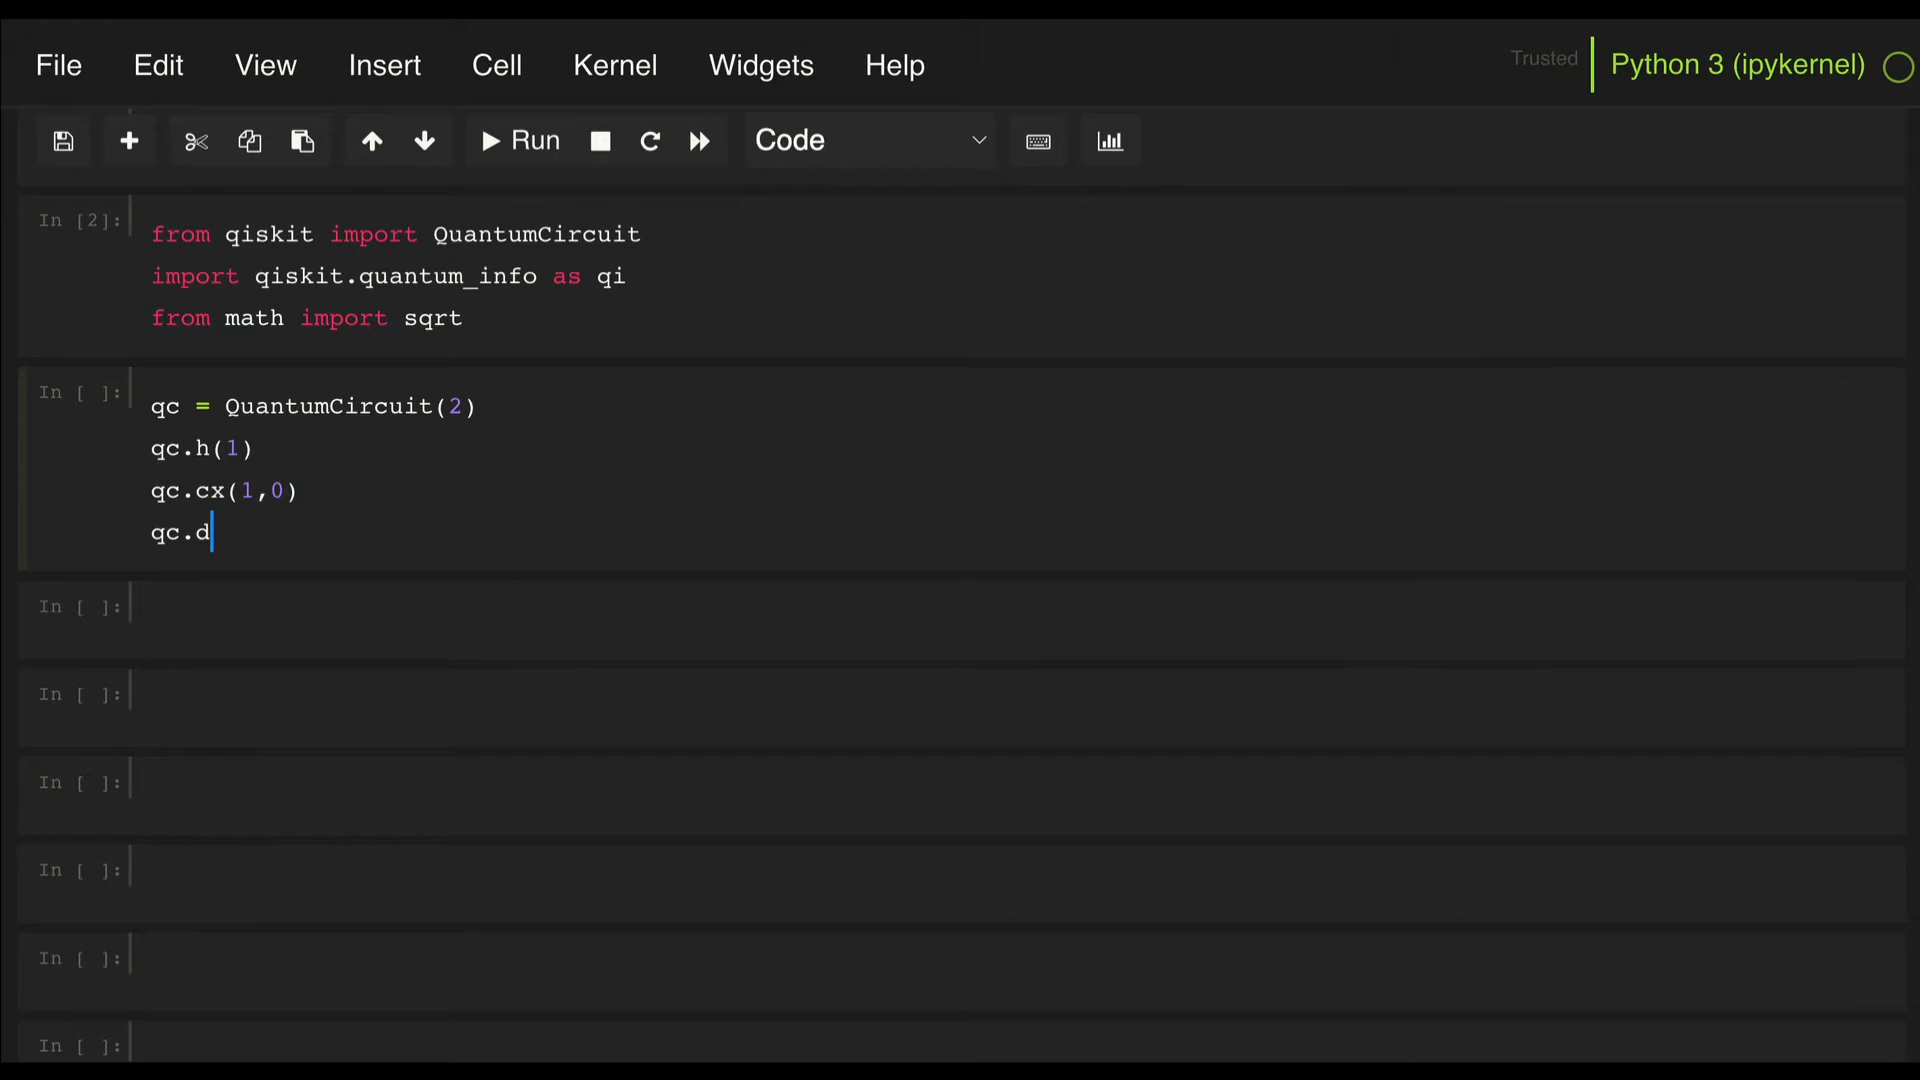 File Edit View Insert Cell Kernel Widgets Help Trusted Python 3 (ipykernel)
Run Code
In [2]:
from qiskit import QuantumCircuit
import qiskit.quantum_info as qi
from math import sqrt
In [ ]:
qc = QuantumCircuit(2)
qc.h(1)
qc.cx(1,0)
qc.d
In [ ]:
In [ ]:
In [ ]:
In [ ]:
In [ ]:
In [ ]: